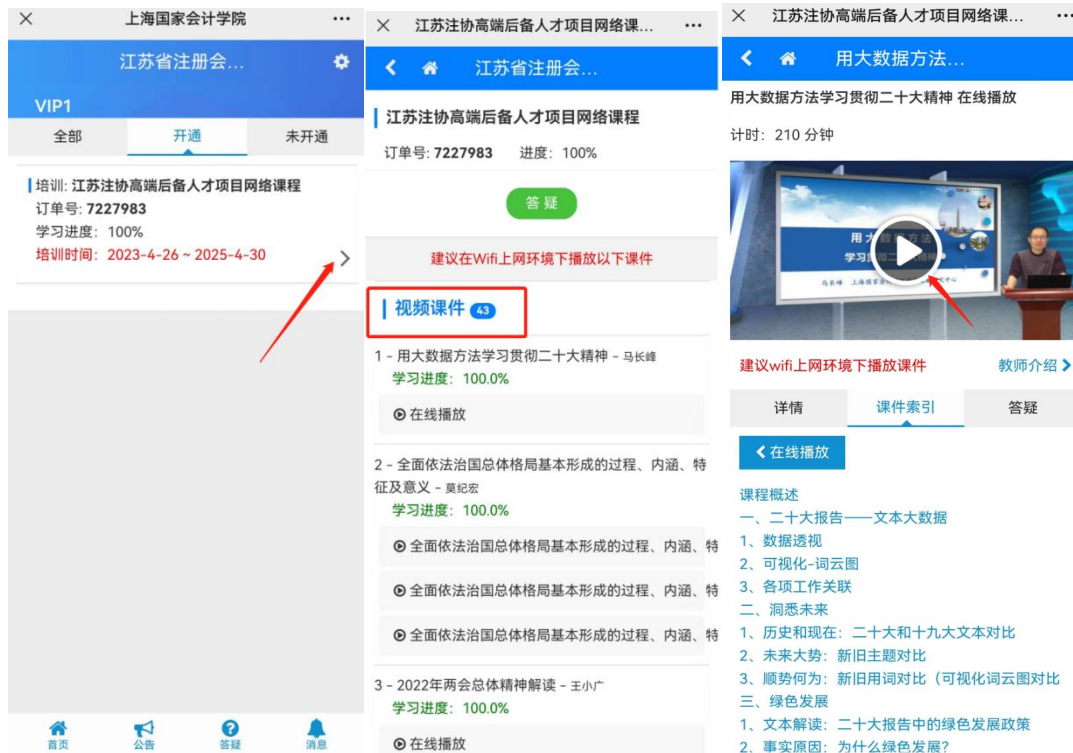 上海国家会计学院
江苏省注册会...
VIP1
全部 开通 未开通
培训: 江苏注协高端后备人才项目网络课程
订单号: 7227983
学习进度: 100%
培训时间: 2023-4-26 ~ 2025-4-30
首页 公告 答疑 消息
江苏注协高端后备人才项目网络课...
江苏省注册会...
江苏注协高端后备人才项目网络课程
订单号: 7227983 进度: 100%
答疑
建议在Wifi上网环境下播放以下课件
视频课件 43
1 - 用大数据方法学习贯彻二十大精神 - 马长峰
学习进度: 100.0%
在线播放
2 - 全面依法治国总体格局基本形成的过程、内涵、特
征及意义 - 莫纪宏
学习进度: 100.0%
全面依法治国总体格局基本形成的过程、内涵、特
全面依法治国总体格局基本形成的过程、内涵、特
全面依法治国总体格局基本形成的过程、内涵、特
3 - 2022年两会总体精神解读 - 王小广
学习进度: 100.0%
在线播放
江苏注协高端后备人才项目网络课...
用大数据方法...
用大数据方法学习贯彻二十大精神 在线播放
计时: 210 分钟
建议wifi上网环境下播放课件 教师介绍
详情 课件索引 答疑
在线播放
课程概述
一、二十大报告——文本大数据
1、数据透视
2、可视化-词云图
3、各项工作关联
二、洞悉未来
1、历史和现在：二十大和十九大文本对比
2、未来大势：新旧主题对比
3、顺势何为：新旧用词对比（可视化词云图对比
三、绿色发展
1、文本解读：二十大报告中的绿色发展政策
2、事实原因：为什么绿色发展?